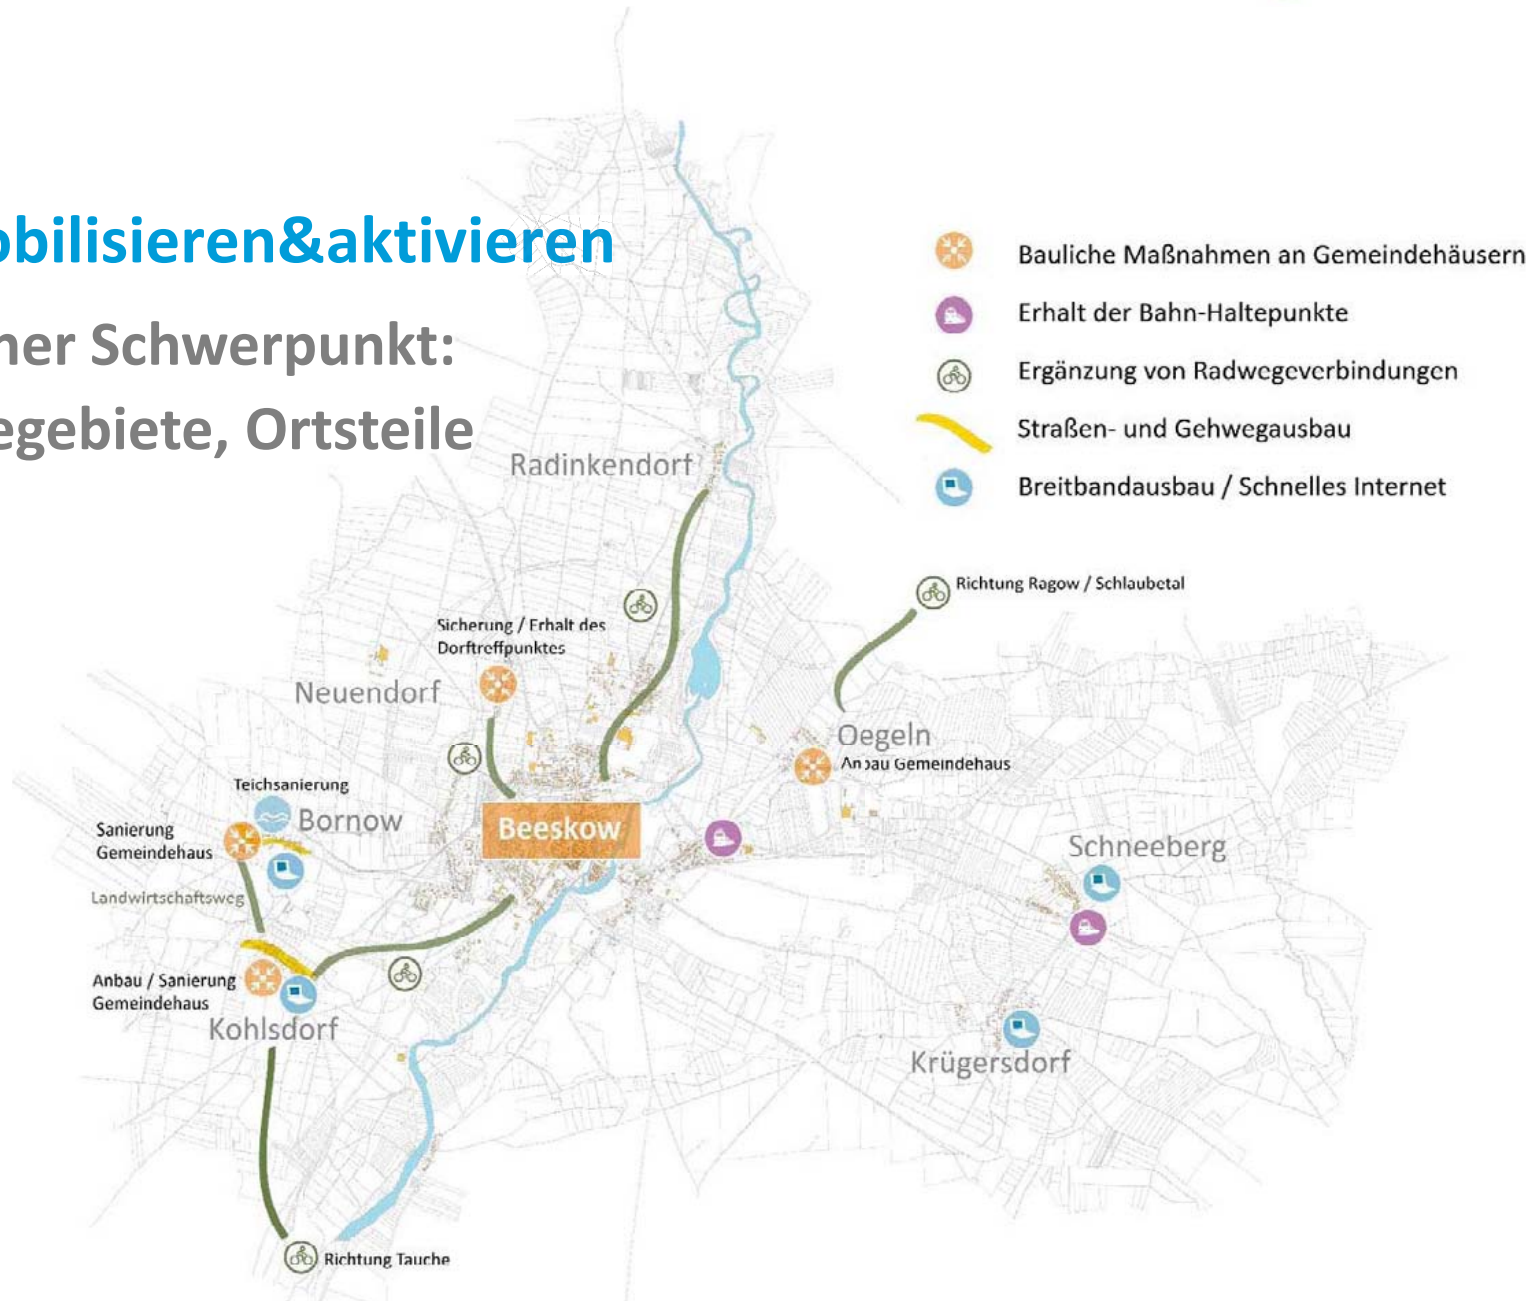 obilisieren&aktivieren
ner Schwerpunkt:
egebiete, Ortsteile
Bauliche Maßnahmen an Gemeindehäusern
Erhalt der Bahn-Haltepunkte
Ergänzung von Radwegeverbindungen
Straßen- und Gehwegausbau
Breitbandausbau / Schnelles Internet
Radinkendorf
Richtung Ragow / Schlaubetal
Sicherung / Erhalt des
Dorftreffpunktes
Neuendorf
Oegeln
Anbau Gemeindehaus
Teichsanierung
Bornow
Beeskow
Sanierung
Gemeindehaus
Schneeberg
Landwirtschaftsweg
Anbau / Sanierung
Gemeindehaus
Kohlsdorf
Krügersdorf
Richtung Tauche